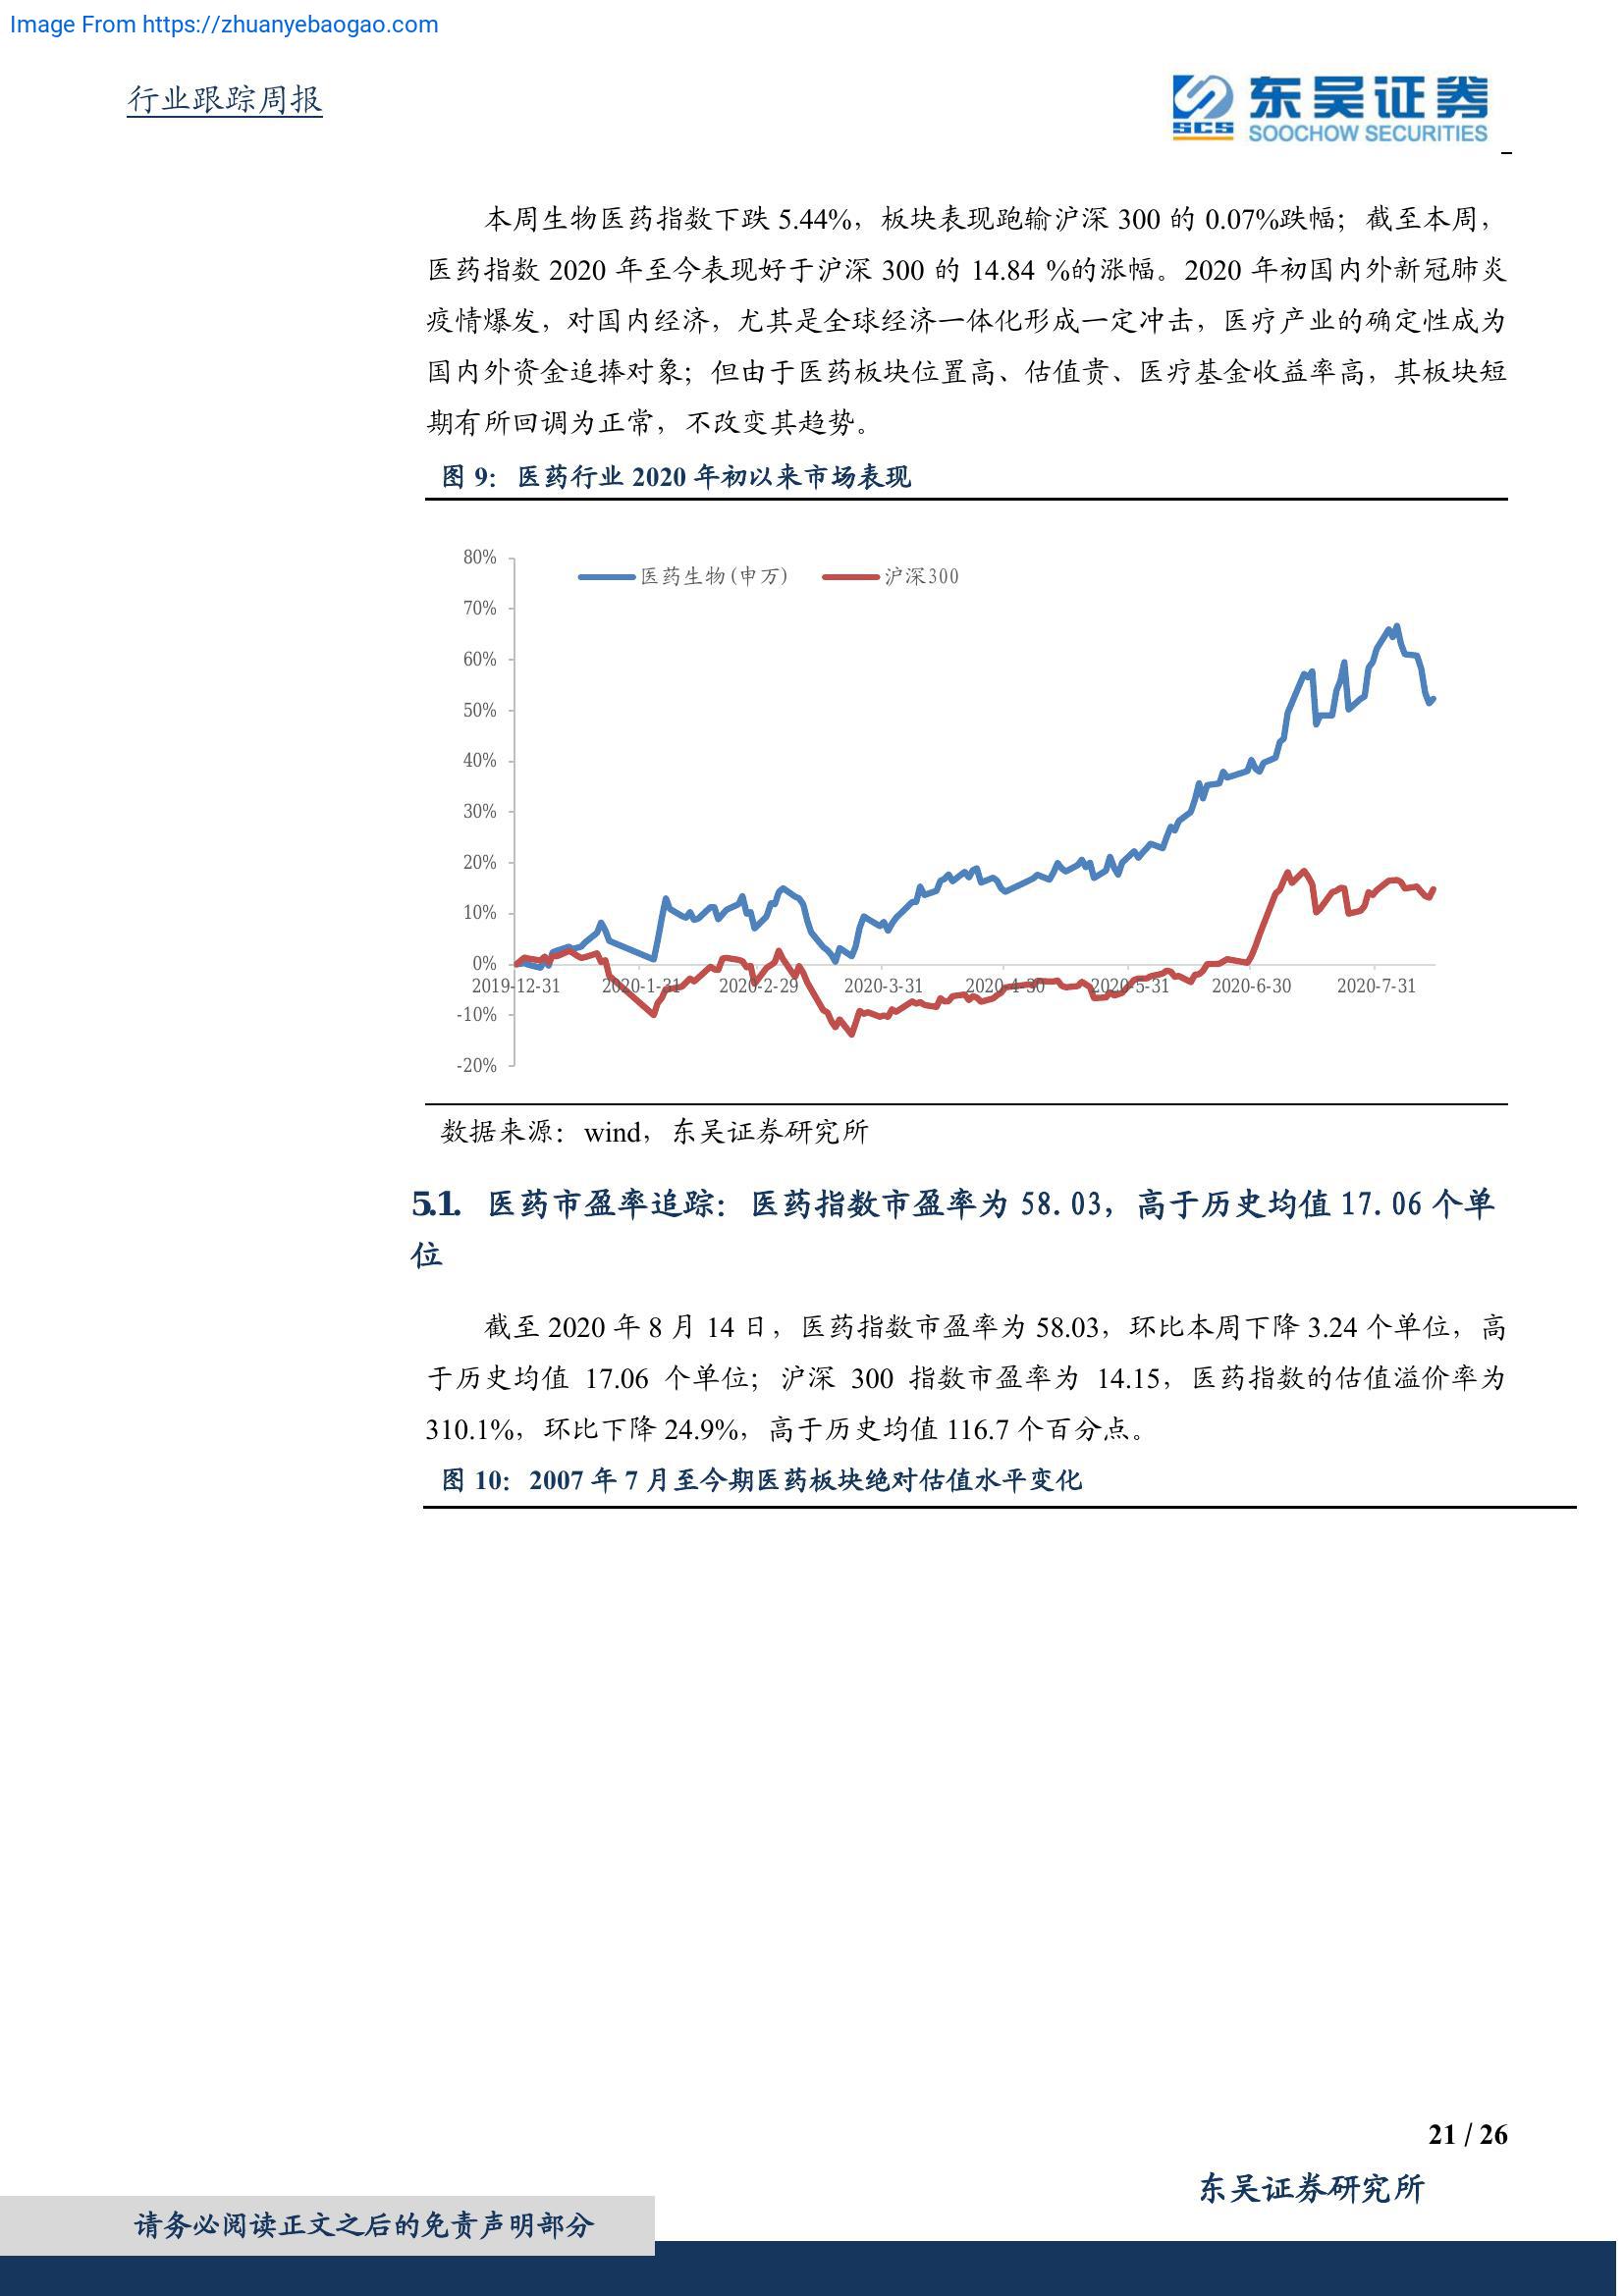 Image From https://zhuanyebaogao.com
行业跟踪周报
SCS
东吴证券
SOOCHOW SECURITIES
本周生物医药指数下跌 5.44%，板块表现跑输沪深 300 的 0.07%跌幅；截至本周，
医药指数 2020 年至今表现好于沪深 300 的 14.84 %的涨幅。2020 年初国内外新冠肺炎
疫情爆发，对国内经济，尤其是全球经济一体化形成一定冲击，医疗产业的确定性成为
国内外资金追捧对象；但由于医药板块位置高、估值贵、医疗基金收益率高，其板块短
期有所回调为正常，不改变其趋势。
图 9： 医药行业 2020 年初以来市场表现
医药生物(申万) 沪深300
80%
70%
60%
50%
40%
30%
20%
10%
0%
-10%
-20%
2019-12-31 2020-1-31 2020-2-29 2020-3-31 2020-4-30 2020-5-31 2020-6-30 2020-7-31
数据来源：wind，东吴证券研究所
5.1. 医药市盈率追踪：医药指数市盈率为 58.03，高于历史均值 17.06 个单
位
截至 2020 年 8 月 14 日，医药指数市盈率为 58.03，环比本周下降 3.24 个单位，高
于历史均值 17.06 个单位；沪深 300 指数市盈率为 14.15，医药指数的估值溢价率为
310.1%，环比下降 24.9%，高于历史均值 116.7 个百分点。
图 10：2007 年 7 月至今期医药板块绝对估值水平变化
21 / 26
东吴证券研究所
请务必阅读正文之后的免责声明部分